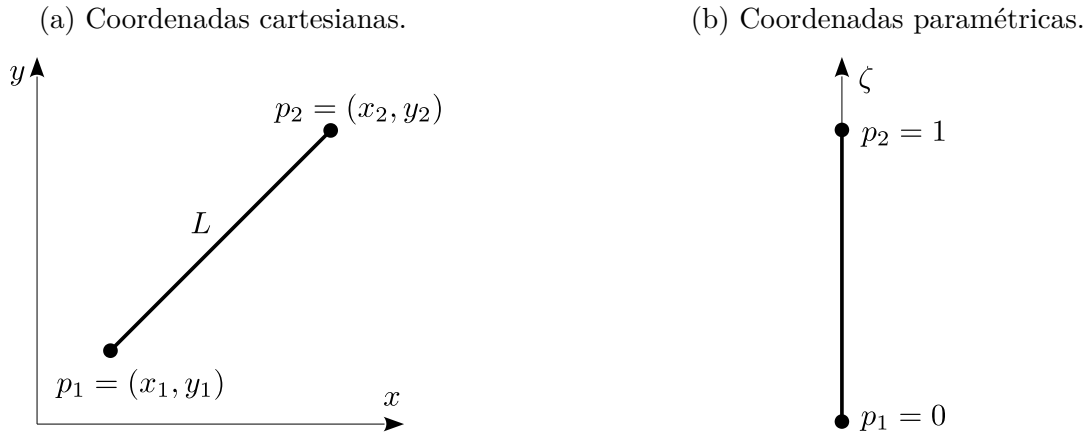 (a) Coordenadas cartesianas.
y
p₂ = (x₂, y₂)
L
p₁ = (x₁, y₁)
x
(b) Coordenadas paramétricas.
ζ
p₂ = 1
p₁ = 0